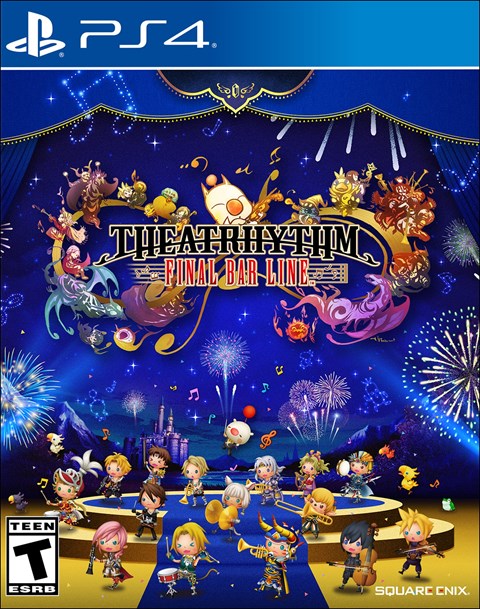 PS4
THEATRHYTHM
FINAL BAR LINE
TEEN
T
ESRB
SQUARE ENIX